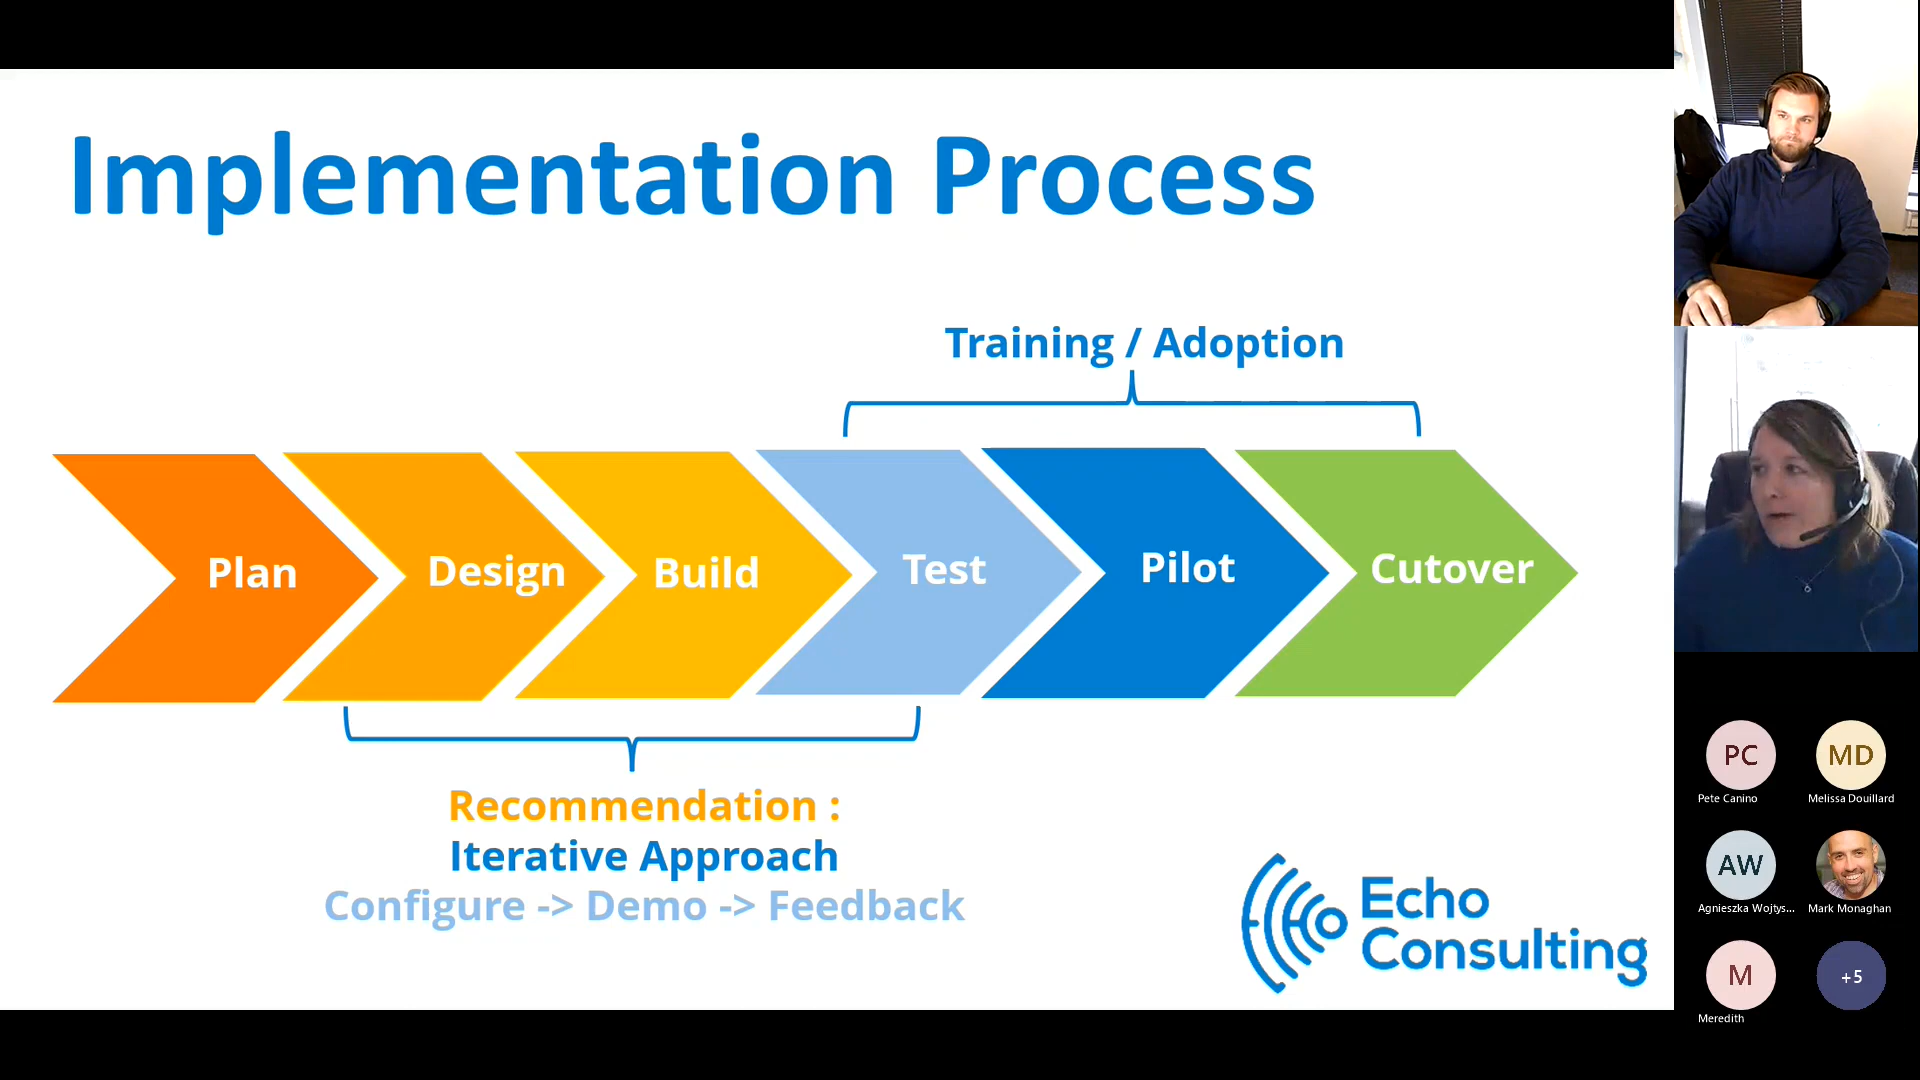 Implementation Process
Training / Adoption
Plan
Design
Build
Test
Pilot
Cutover
Recommendation :
Iterative Approach
Configure -> Demo -> Feedback
Echo
Consulting
PC
Pete Canino
MD
Melissa Douillard
AW
Agnieszka Wojtys...
Mark Monaghan
M
Meredith
+5